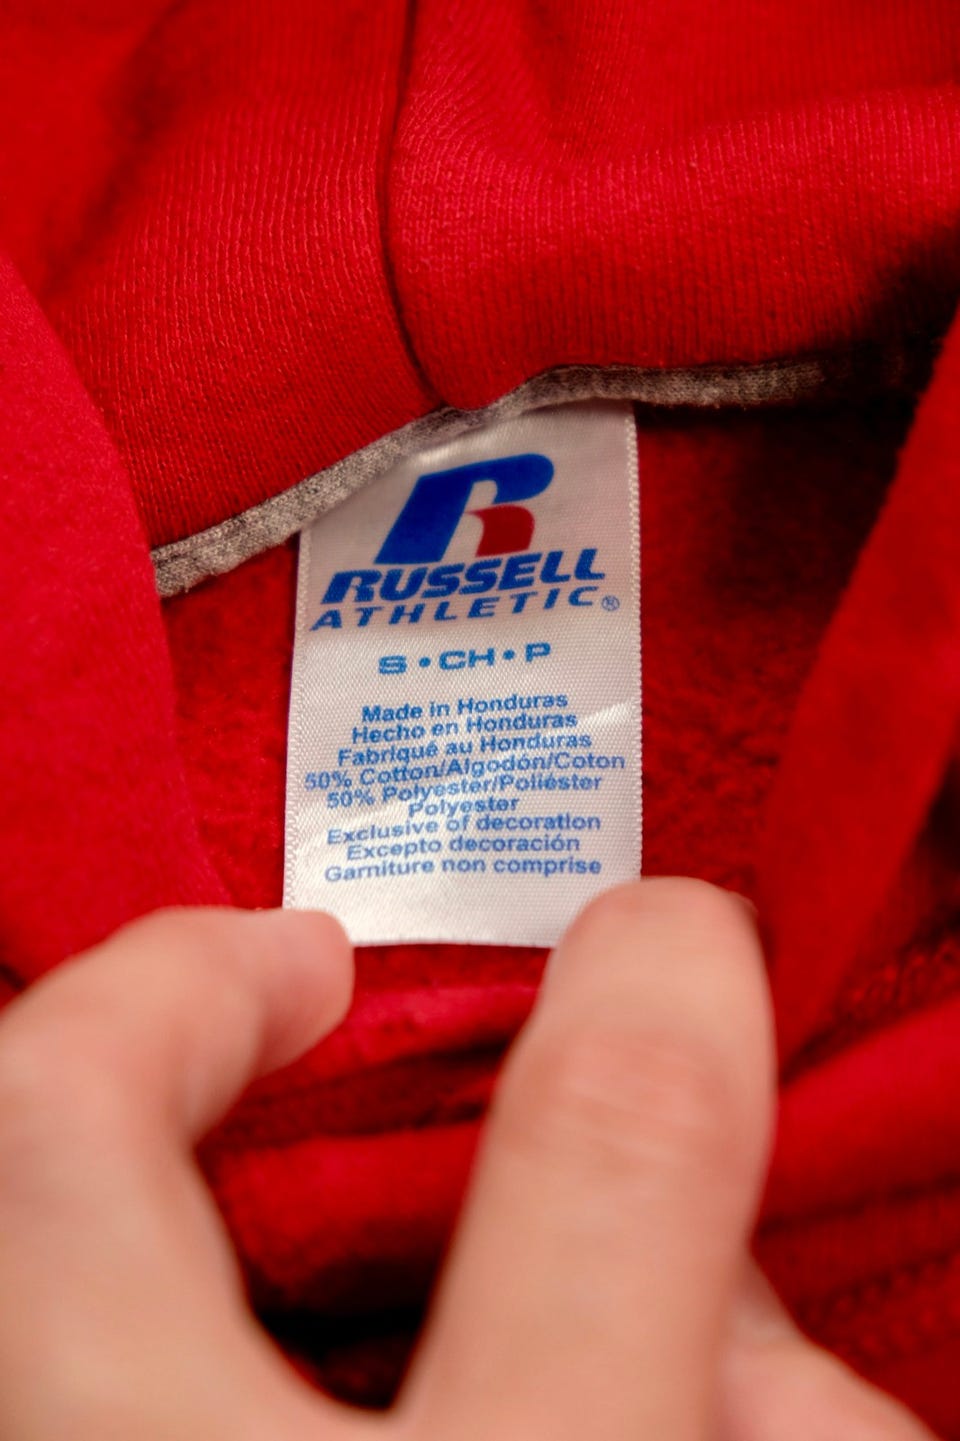 R
RUSSELL
ATHLETIC®
S•CH•P
Made in Honduras
Hecho en Honduras
Fabriqué au Honduras
50% Cotton/Algodón/Coton
50% Polyester/Poliéster
Polyester
Exclusive of decoration
Excepto decoración
Garniture non comprise